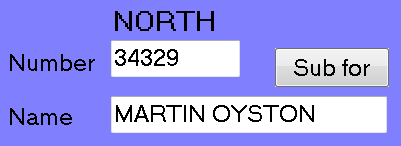 NORTH
Number 34329 Sub for
Name MARTIN OYSTON